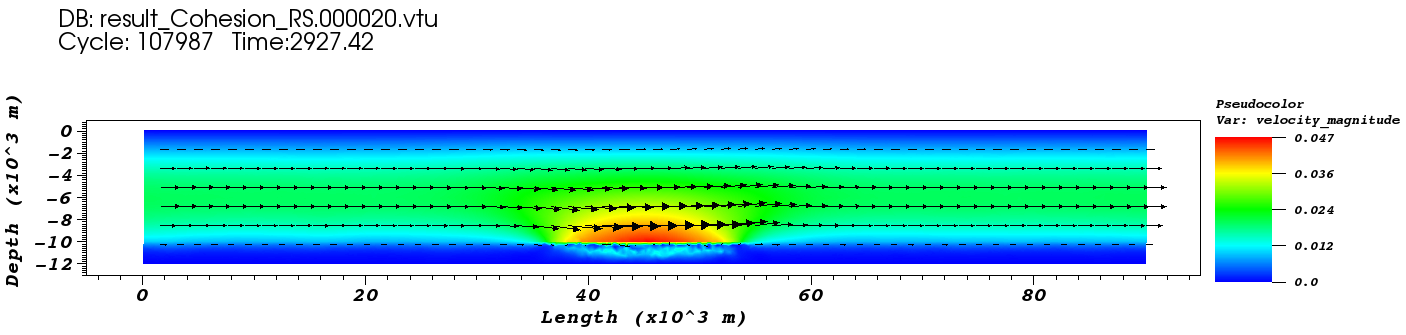 DB: result_Cohesion_RS.000020.vtu
Cycle: 107987 Time:2927.42
Pseudocolor
Var: velocity_magnitude
0.047
0.036
0.024
0.012
0.0
Depth (x10^3 m)
0
-2
-4
-6
-8
-10
-12
0 20 40 60 80
Length (x10^3 m)